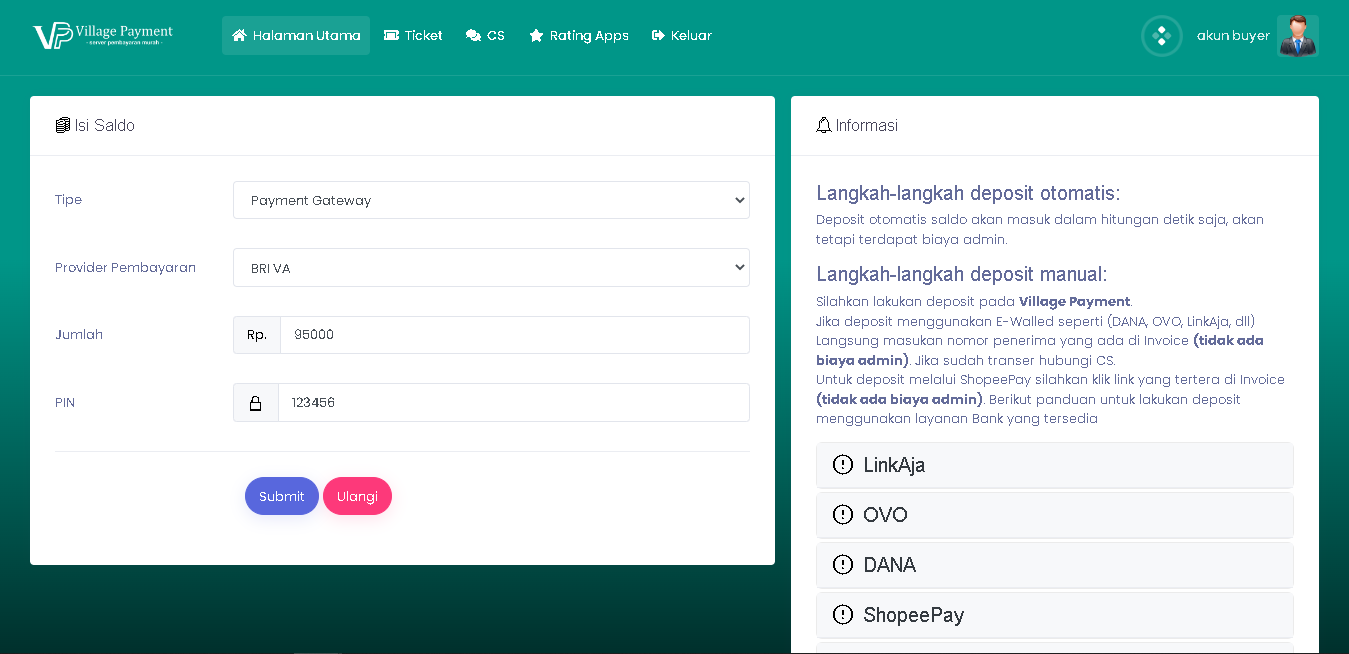 Village Payment
- server pembayaran murah -
Halaman Utama
Ticket
CS
Rating Apps
Keluar
akun buyer
Isi Saldo
Tipe
Payment Gateway
Provider Pembayaran
BRI VA
Jumlah
Rp.
95000
PIN
123456
Submit
Ulangi
Informasi
Langkah-langkah deposit otomatis:
Deposit otomatis saldo akan masuk dalam hitungan detik saja, akan
tetapi terdapat biaya admin.
Langkah-langkah deposit manual:
Silahkan lakukan deposit pada Village Payment.
Jika deposit menggunakan E-Walled seperti (DANA, OVO, LinkAja, dll)
Langsung masukan nomor penerima yang ada di Invoice (tidak ada
biaya admin). Jika sudah transer hubungi CS.
Untuk deposit melalui ShopeePay silahkan klik link yang tertera di Invoice
(tidak ada biaya admin). Berikut panduan untuk lakukan deposit
menggunakan layanan Bank yang tersedia
LinkAja
OVO
DANA
ShopeePay